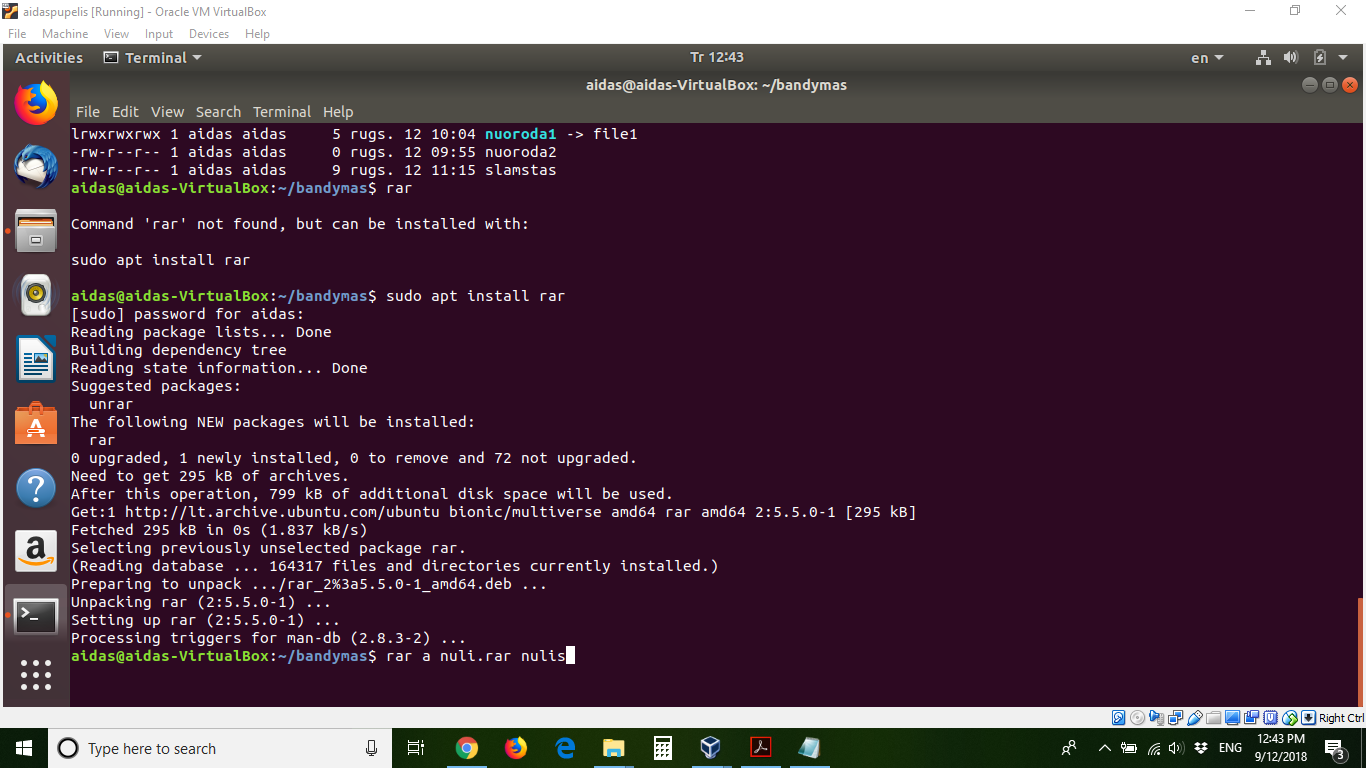 aidaspupelis [Running] - Oracle VM VirtualBox
File Machine View Input Devices Help
Activities Terminal Tr 12:43 en
aidas@aidas-VirtualBox: ~/bandymas
File Edit View Search Terminal Help
lrwxrwxrwx 1 aidas aidas     5 rugs. 12 10:04 nuoroda1 -> file1
-rw-r--r-- 1 aidas aidas     0 rugs. 12 09:55 nuoroda2
-rw-r--r-- 1 aidas aidas     9 rugs. 12 11:15 slamstas
aidas@aidas-VirtualBox:~/bandymas$ rar
Command 'rar' not found, but can be installed with:
sudo apt install rar
aidas@aidas-VirtualBox:~/bandymas$ sudo apt install rar
[sudo] password for aidas:
Reading package lists... Done
Building dependency tree
Reading state information... Done
Suggested packages:
  unrar
The following NEW packages will be installed:
  rar
0 upgraded, 1 newly installed, 0 to remove and 72 not upgraded.
Need to get 295 kB of archives.
After this operation, 799 kB of additional disk space will be used.
Get:1 http://lt.archive.ubuntu.com/ubuntu bionic/multiverse amd64 rar amd64 2:5.5.0-1 [295 kB]
Fetched 295 kB in 0s (1.837 kB/s)
Selecting previously unselected package rar.
(Reading database ... 164317 files and directories currently installed.)
Preparing to unpack .../rar_2%3a5.5.0-1_amd64.deb ...
Unpacking rar (2:5.5.0-1) ...
Setting up rar (2:5.5.0-1) ...
Processing triggers for man-db (2.8.3-2) ...
aidas@aidas-VirtualBox:~/bandymas$ rar a nuli.rar nulis
Right Ctrl
Type here to search
ENG
12:43 PM
9/12/2018
3